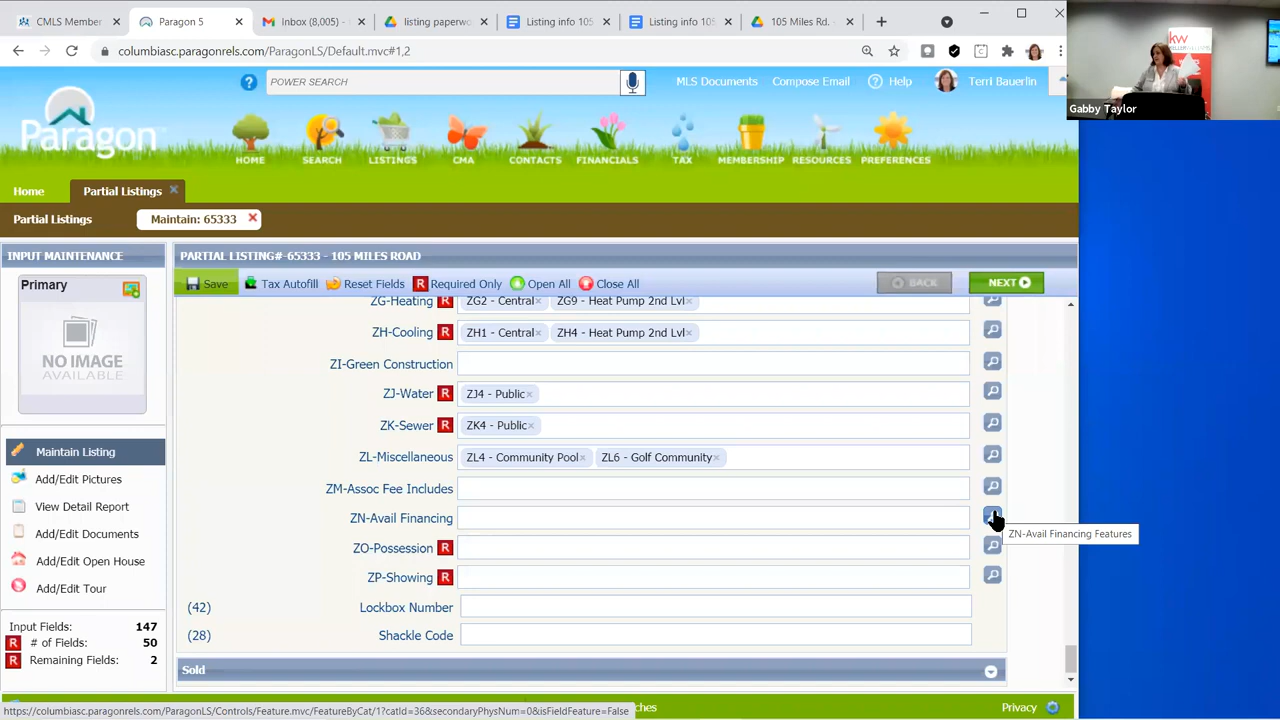 CMLS Member
Paragon 5
Inbox (8,005) -
listing paperwo
Listing info 105
Listing info 105
105 Miles Rd. -
columbiasc.paragonrels.com/ParagonLS/Default.mvc#1,2
kw
Gabby Taylor
POWER SEARCH
MLS Documents
Compose Email
Help
Terri Bauerlin
Paragon
HOME
SEARCH
LISTINGS
CMA
CONTACTS
FINANCIALS
TAX
MEMBERSHIP
RESOURCES
PREFERENCES
Home
Partial Listings
Partial Listings
Maintain: 65333
INPUT MAINTENANCE
PARTIAL LISTING# -65333 - 105 MILES ROAD
Save
Tax Autofill
Reset Fields
R Required Only
Open All
Close All
BACK
NEXT
Primary
NO IMAGE
AVAILABLE
Maintain Listing
Add/Edit Pictures
View Detail Report
Add/Edit Documents
Add/Edit Open House
Add/Edit Tour
Input Fields: 147
R # of Fields: 50
R Remaining Fields: 2
ZG-Heating R ZG2 - Central× ZG9 - Heat Pump 2nd Lvl×
ZH-Cooling R ZH1 - Central× ZH4 - Heat Pump 2nd Lvl×
ZI-Green Construction
ZJ-Water R ZJ4 - Public×
ZK-Sewer R ZK4 - Public×
ZL-Miscellaneous ZL4 - Community Pool× ZL6 - Golf Community×
ZM-Assoc Fee Includes
ZN-Avail Financing
ZN-Avail Financing Features
ZO-Possession R
ZP-Showing R
(42) Lockbox Number
(28) Shackle Code
Sold
https://columbiasc.paragonrels.com/ParagonLS/Controls/Feature.mvc/FeatureByCat/1?catId=36&secondaryPhysNum=0&isFieldFeature=False
ches
Privacy